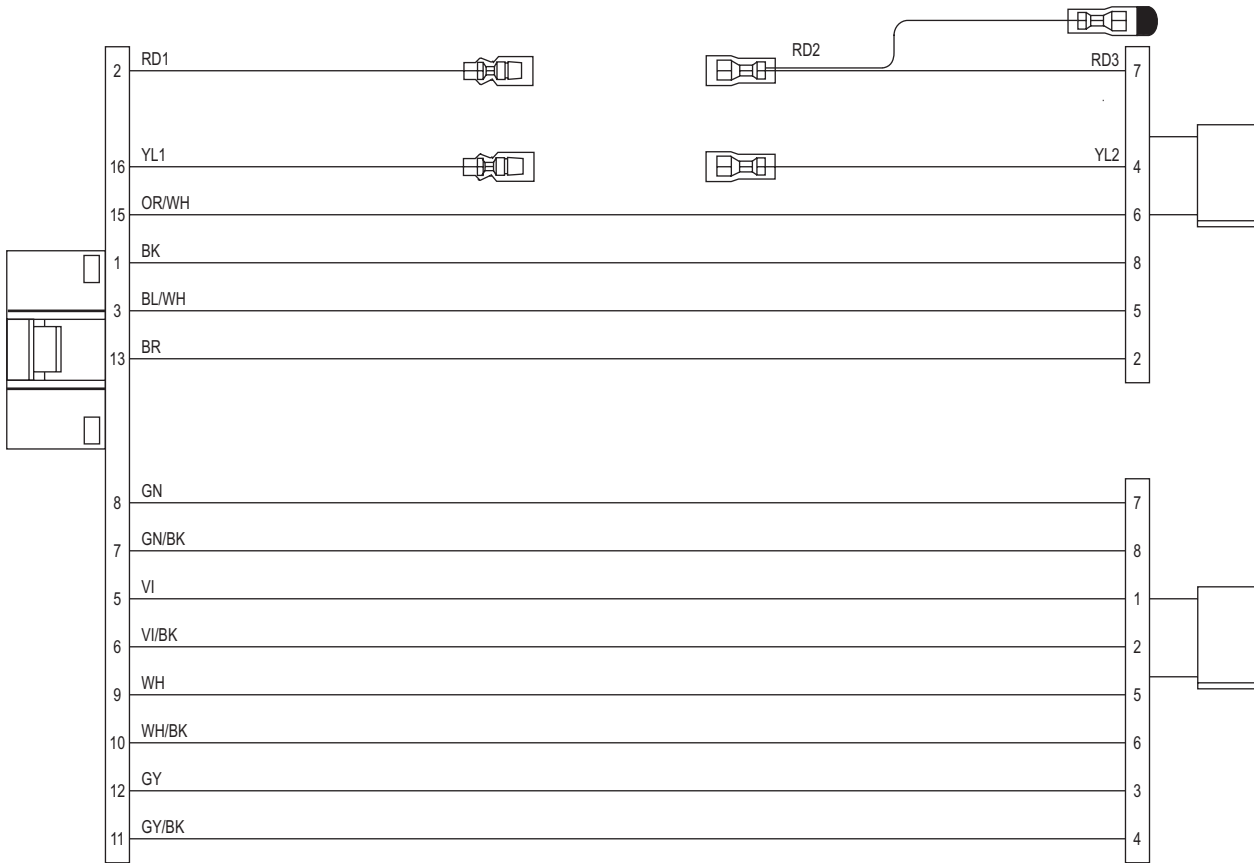 RD2
2 RD1 RD3 7
16 YL1 YL2 4
15 OR/WH 6
1 BK 8
3 BL/WH 5
13 BR 2
8 GN 7
7 GN/BK 8
5 VI 1
6 VI/BK 2
9 WH 5
10 WH/BK 6
12 GY 3
11 GY/BK 4